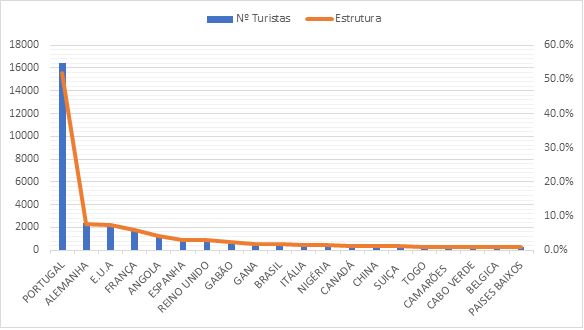 Nº Turistas Estrutura
18000
16000
14000
12000
10000
8000
6000
4000
2000
0
60.0%
50.0%
40.0%
30.0%
20.0%
10.0%
0.0%
PORTUGAL
ALEMANHA
E.U.A
FRANÇA
ANGOLA
ESPANHA
REINO UNIDO
GABÃO
GANA
BRASIL
ITÁLIA
NIGÉRIA
CANADÁ
CHINA
SUIÇA
TOGO
CAMARÕES
CABO VERDE
BELGICA
PAISES BAIXOS